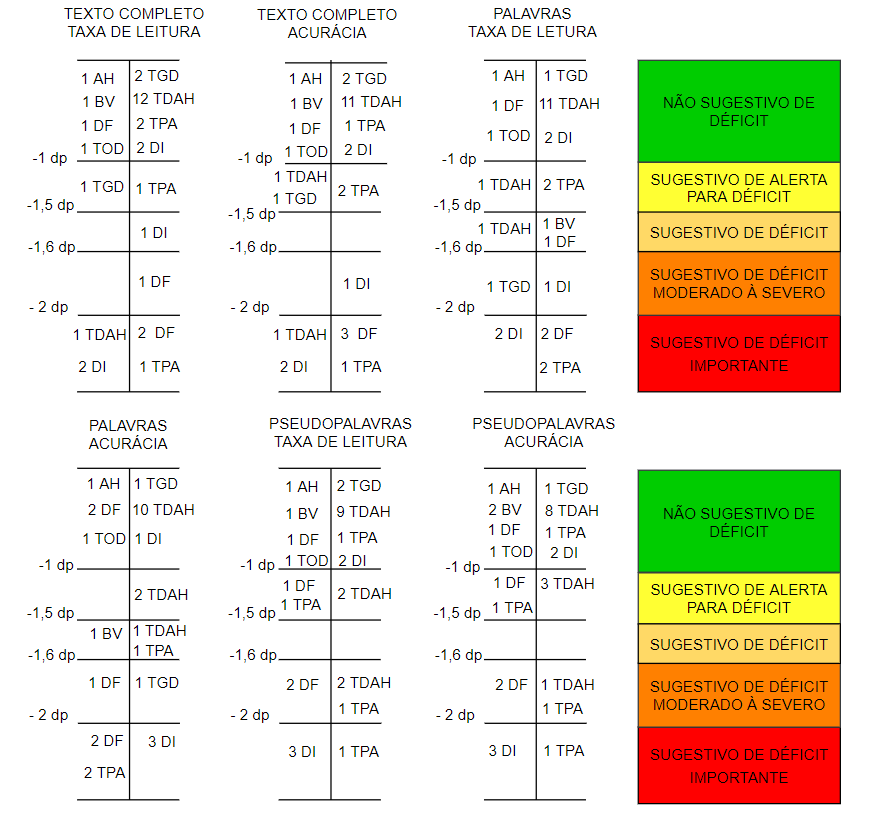 TEXTO COMPLETO
TAXA DE LEITURA
1 AH
2 TGD
1 BV
12 TDAH
1 DF
2 TPA
1 TOD
2 DI
-1 dp
1 TGD
1 TPA
-1,5 dp
1 DI
-1,6 dp
1 DF
- 2 dp
1 TDAH
2 DF
2 DI
1 TPA
TEXTO COMPLETO
ACURÁCIA
1 AH
2 TGD
1 BV
11 TDAH
1 DF
1 TPA
1 TOD
2 DI
-1 dp
1 TDAH
1 TGD
2 TPA
-1,5 dp
-1,6 dp
1 DI
- 2 dp
1 TDAH
3 DF
2 DI
1 TPA
PALAVRAS
TAXA DE LETURA
1 AH
1 TGD
1 DF
11 TDAH
1 TOD
2 DI
-1 dp
1 TDAH
2 TPA
-1,5 dp
1 TDAH
1 BV
1 DF
-1,6 dp
1 TGD
1 DI
- 2 dp
2 DI
2 DF
2 TPA
NÃO SUGESTIVO DE
DÉFICIT
SUGESTIVO DE ALERTA
PARA DÉFICIT
SUGESTIVO DE DÉFICIT
SUGESTIVO DE DÉFICIT
MODERADO À SEVERO
SUGESTIVO DE DÉFICIT
IMPORTANTE
PALAVRAS
ACURÁCIA
1 AH
1 TGD
2 DF
10 TDAH
1 TOD
1 DI
-1 dp
2 TDAH
-1,5 dp
1 BV
1 TDAH
1 TPA
-1,6 dp
1 DF
1 TGD
- 2 dp
2 DF
3 DI
2 TPA
PSEUDOPALAVRAS
TAXA DE LEITURA
1 AH
2 TGD
1 BV
9 TDAH
1 DF
1 TPA
1 TOD
2 DI
-1 dp
1 DF
1 TPA
2 TDAH
-1,5 dp
-1,6 dp
2 DF
2 TDAH
1 TPA
- 2 dp
3 DI
1 TPA
PSEUDOPALAVRAS
ACURÁCIA
1 AH
1 TGD
2 BV
8 TDAH
1 DF
1 TPA
1 TOD
2 DI
-1 dp
1 DF
3 TDAH
1 TPA
-1,5 dp
-1,6 dp
2 DF
1 TDAH
1 TPA
- 2 dp
3 DI
1 TPA
NÃO SUGESTIVO DE
DÉFICIT
SUGESTIVO DE ALERTA
PARA DÉFICIT
SUGESTIVO DE DÉFICIT
SUGESTIVO DE DÉFICIT
MODERADO À SEVERO
SUGESTIVO DE DÉFICIT
IMPORTANTE